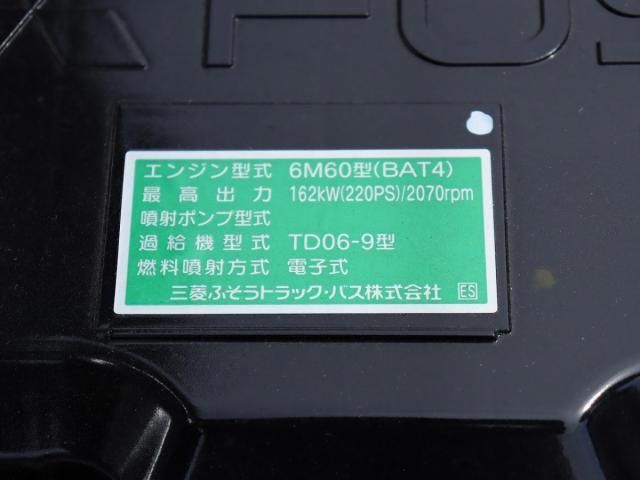 エンジン型式 6M60型(BAT4)
最高出力 162kW(220PS)/2070rpm
噴射ポンプ型式
過給機型式 TD06-9型
燃料噴射方式 電子式
三菱ふそうトラック・バス株式会社 ES